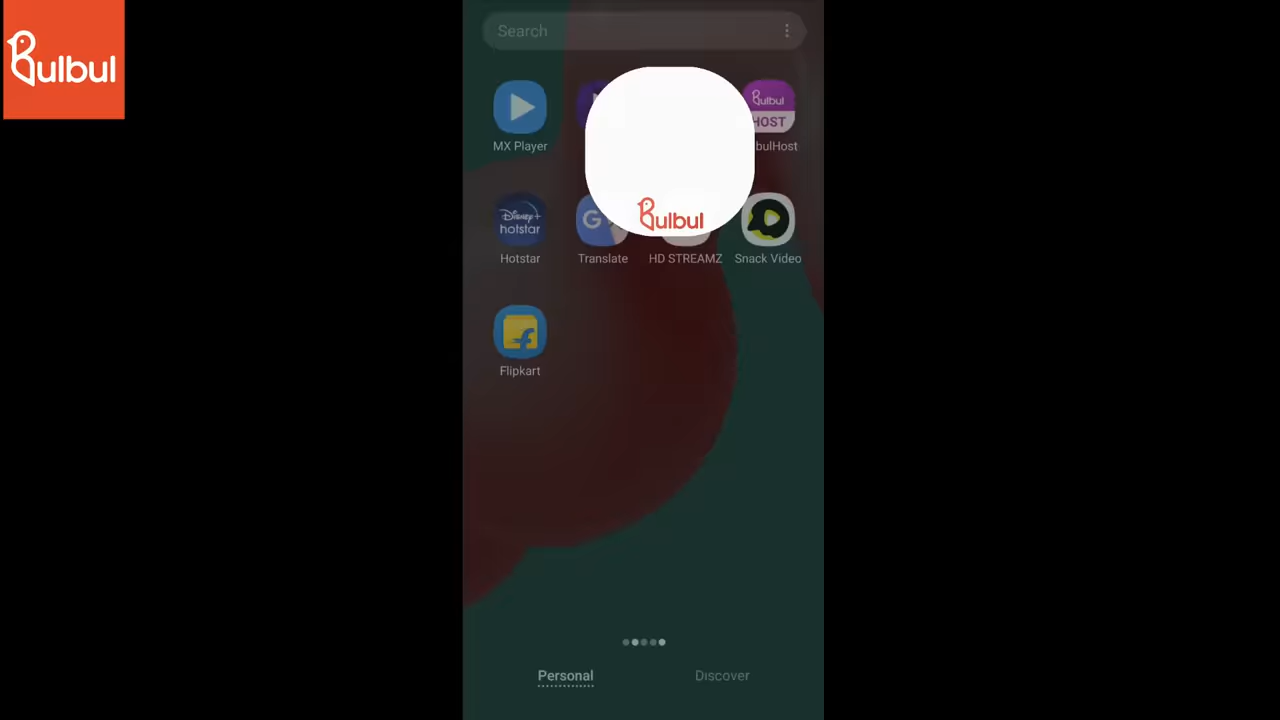 Bulbul
Search
Bulbul
HOST
MX Player
bulHost
Disney+
hotstar
G
Bulbul
Hotstar
Translate
HD STREAMZ
Snack Video
f
Flipkart
Personal
Discover